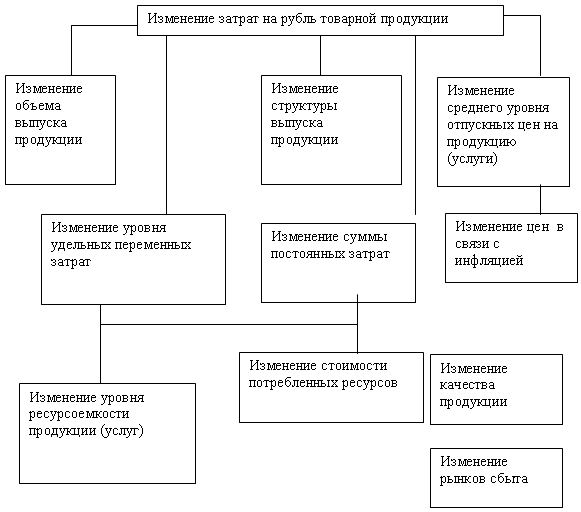 Изменение затрат на рубль товарной продукции
Изменение
объема
выпуска
продукции
Изменение
структуры
выпуска
продукции
Изменение
среднего уровня
отпускных цен на
продукцию
(услуги)
Изменение уровня
удельных переменных
затрат
Изменение суммы
постоянных затрат
Изменение цен в
связи с
инфляцией
Изменение уровня
ресурсоемкости
продукции (услуг)
Изменение стоимости
потребленных ресурсов
Изменение
качества
продукции
Изменение
рынков сбыта